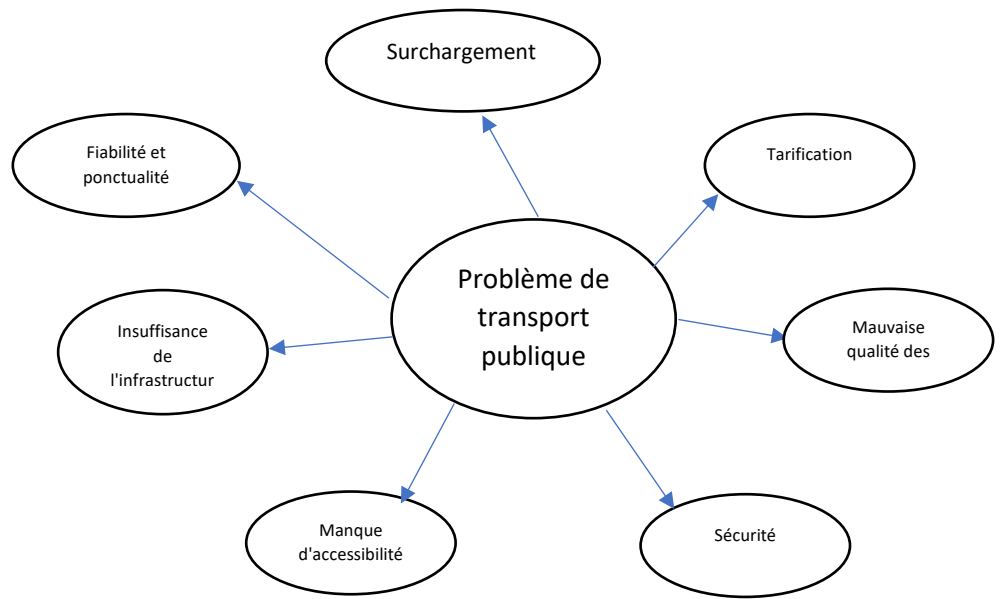 Surchargement
Fiabilité et
ponctualité
Tarification
Problème de
transport
publique
Insuffisance
de
l'infrastructur
Mauvaise
qualité des
Manque
d'accessibilité
Sécurité